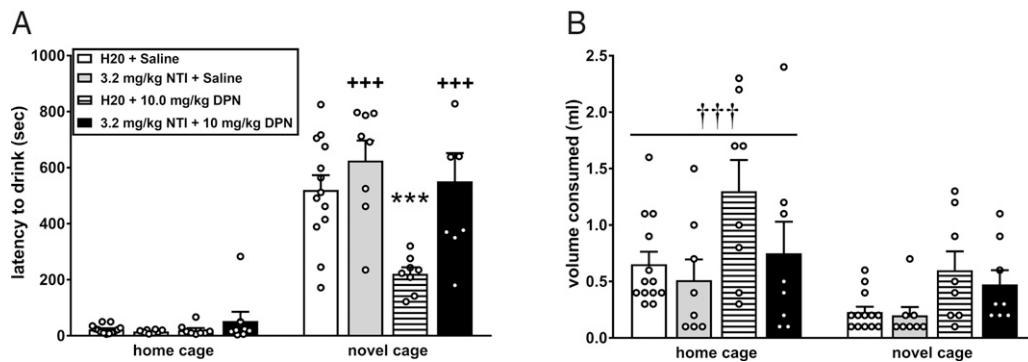 A
latency to drink (sec)
1000
800
600
400
200
0
H20 + Saline
3.2 mg/kg NTI + Saline
H20 + 10.0 mg/kg DPN
3.2 mg/kg NTI + 10 mg/kg DPN
+++
***
+++
home cage
novel cage
B
volume consumed (ml)
2.5
2.0
1.5
1.0
0.5
0.0
†††
home cage
novel cage